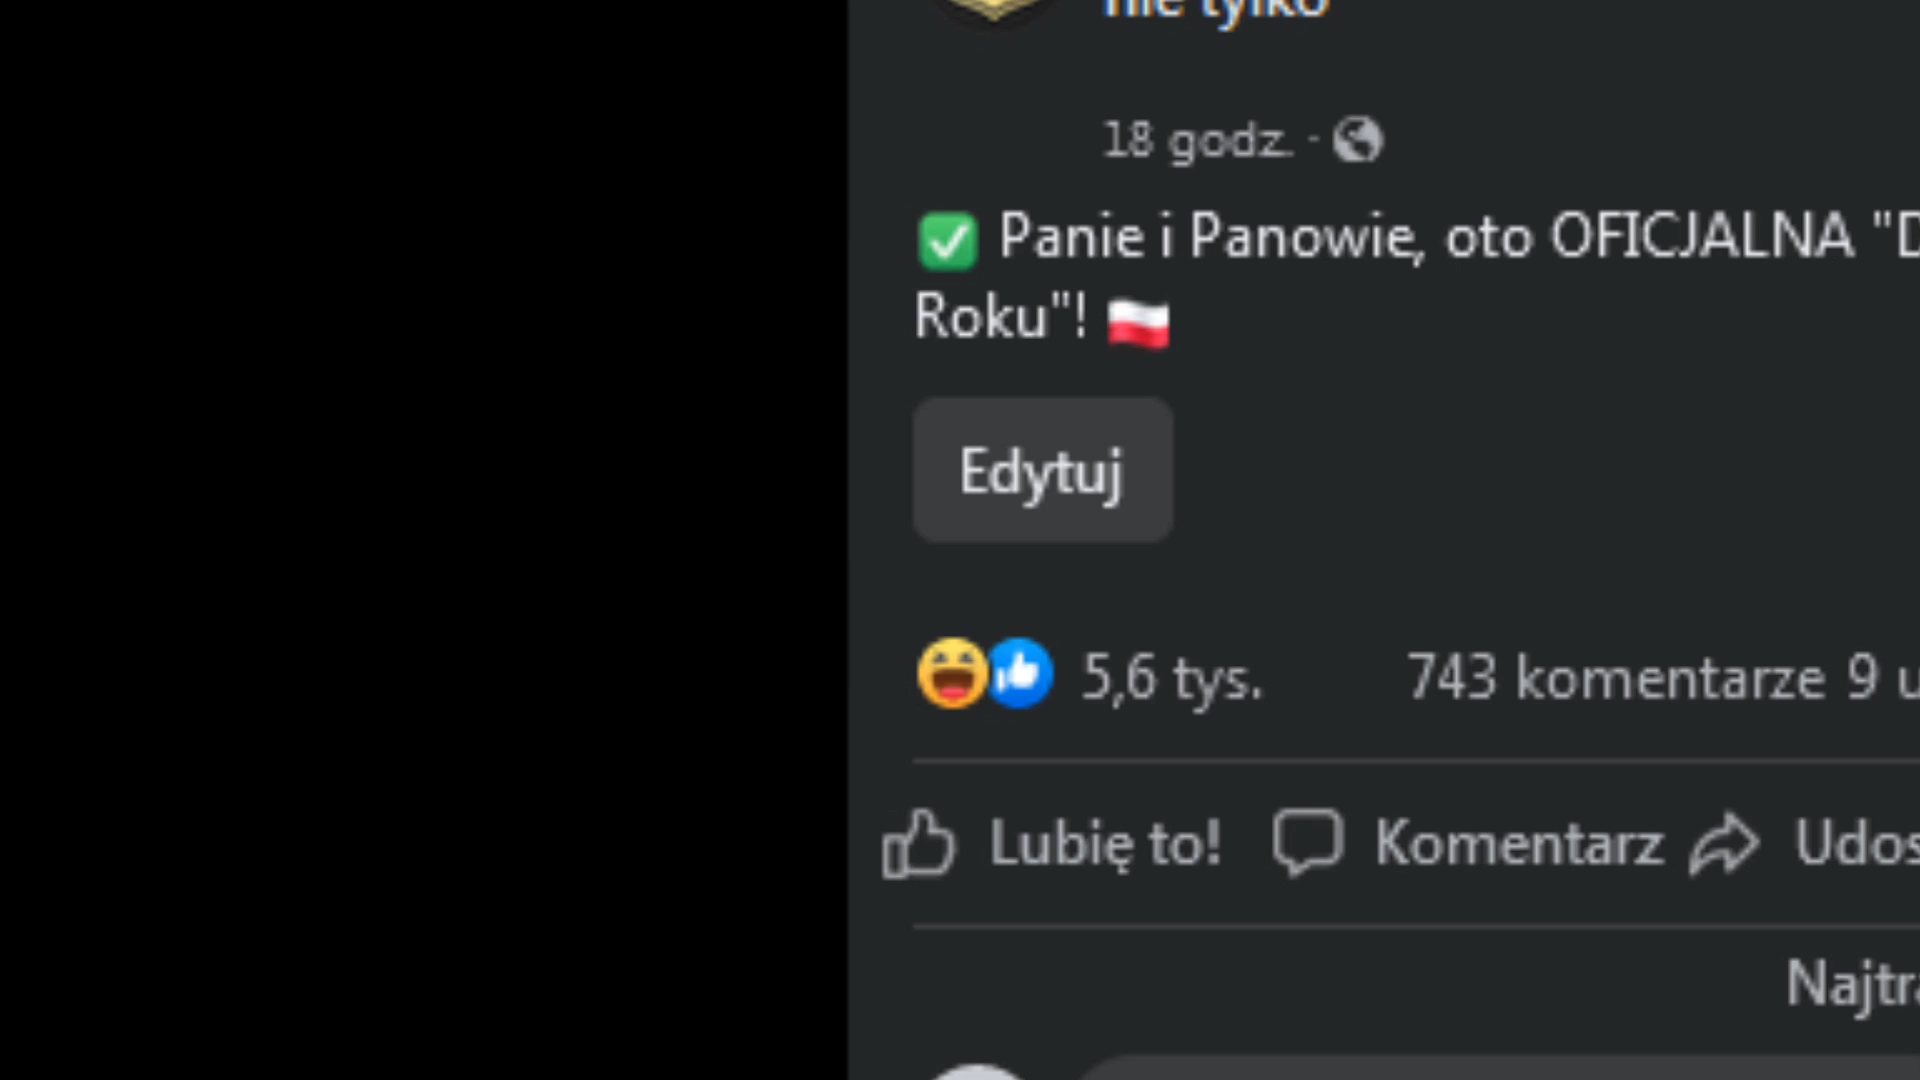 nie tylko
18 godz. ·
✅ Panie i Panowie, oto OFICJALNA "D
Roku"! 🇵🇱
Edytuj
5,6 tys. 743 komentarze 9 u
Lubię to! Komentarz Udos
Najtra